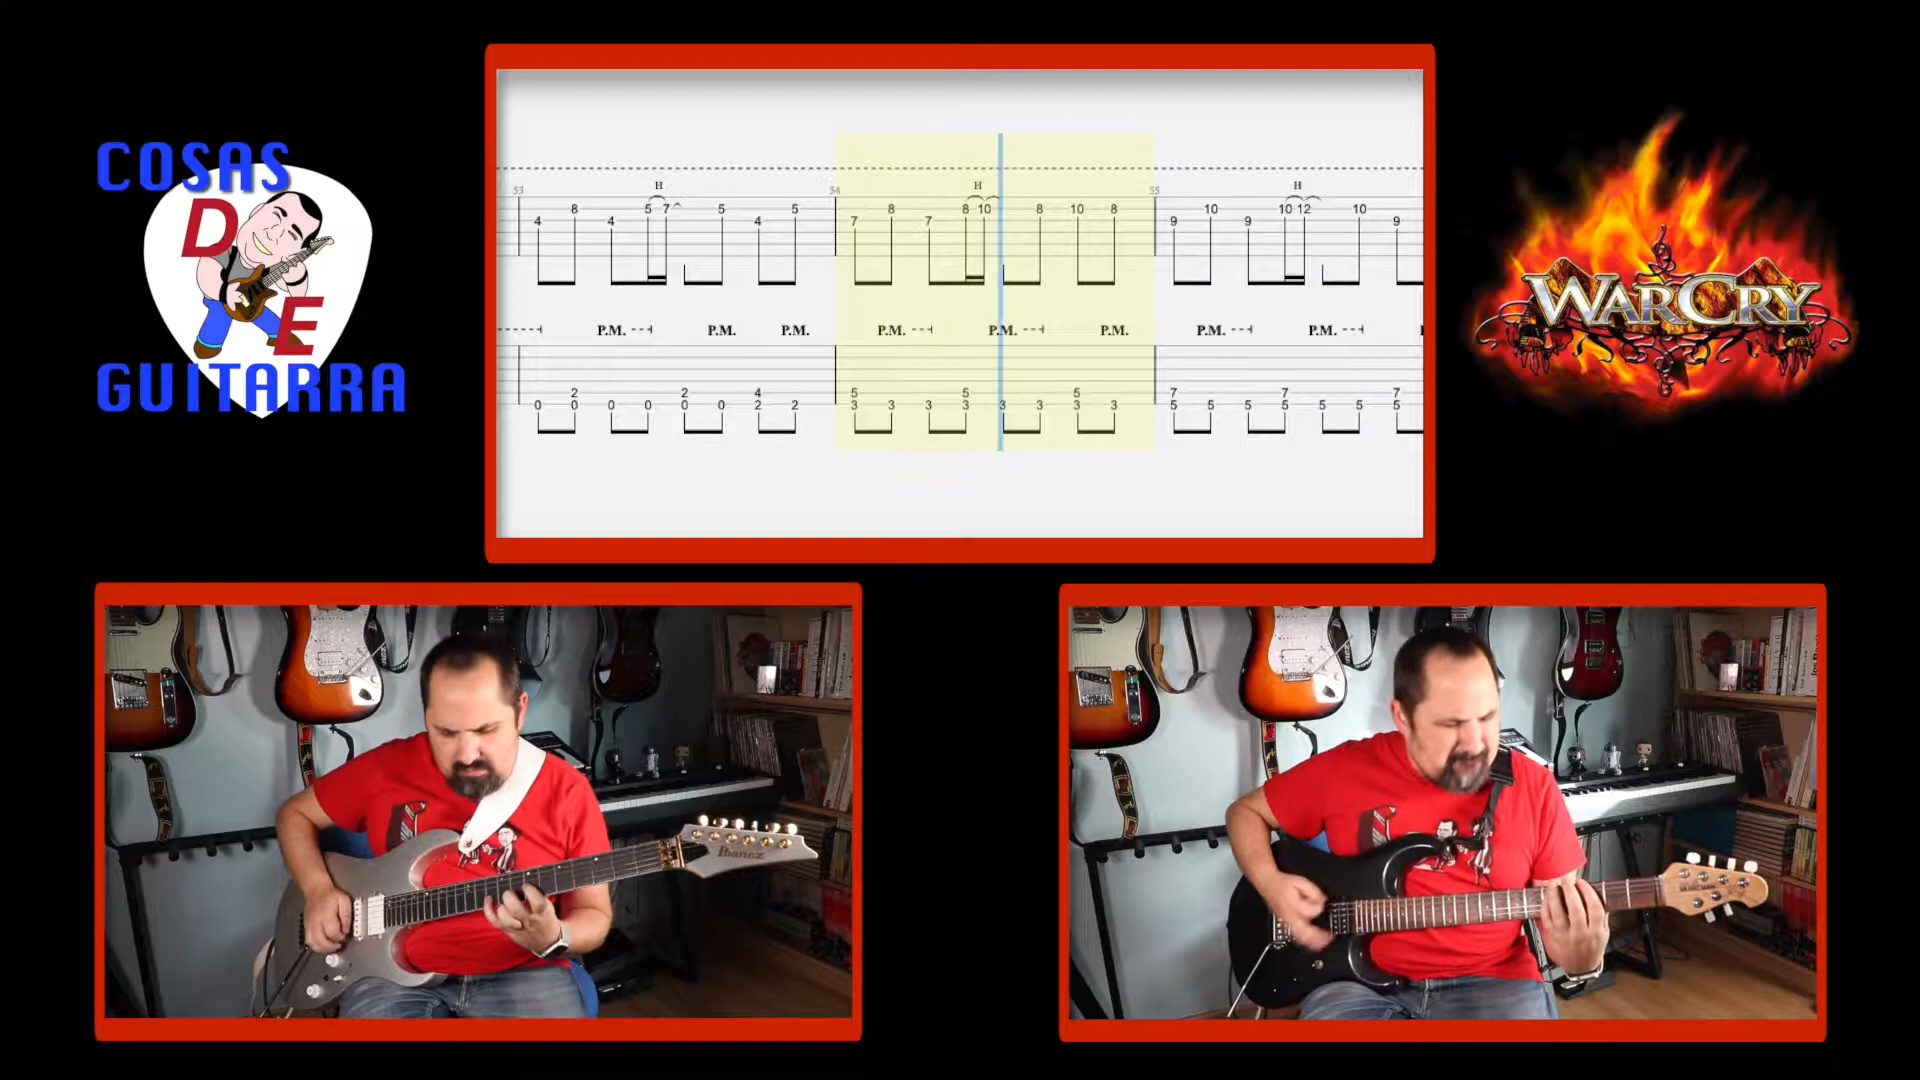 COSAS
DE
GUITARRA
53 H 54 H 55 H
8 5 7 5 5 8 8 10 8 10 8 10 10 12 10
4 4 4 7 7 9 9 9
P.M. P.M. P.M. P.M. P.M. P.M. P.M. P.M.
2 2 4 5 5 5 7 7 7
0 0 0 0 0 0 2 2 3 3 3 3 3 3 3 3 5 5 5 5 5 5 5
WARCRY
Ibanez